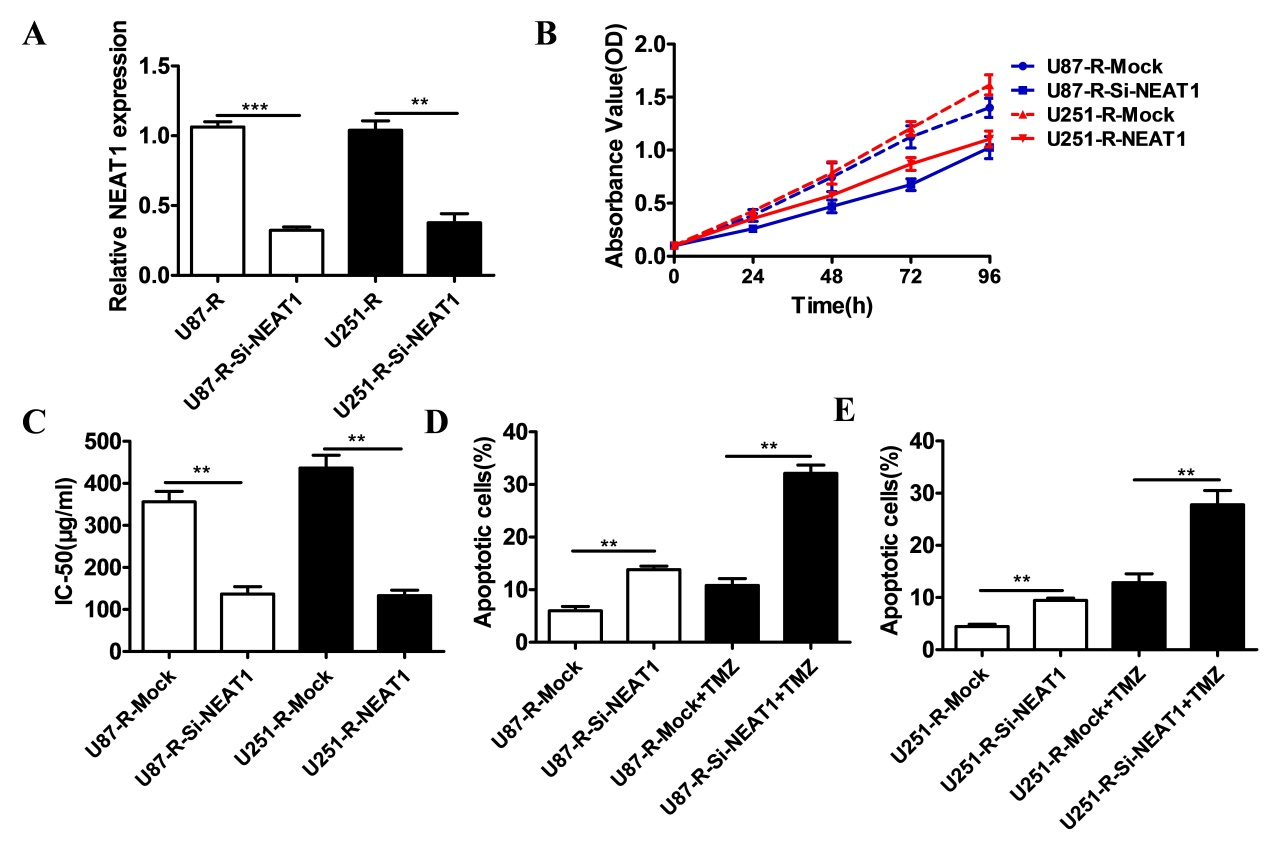 A
Relative NEAT1 expression
1.5
1.0
0.5
0.0
***
**
U87-R
U87-R-Si-NEAT1
U251-R
U251-R-Si-NEAT1
B
Absorbance Value(OD)
2.0
1.5
1.0
0.5
0.0
0
24
48
72
96
Time(h)
U87-R-Mock
U87-R-Si-NEAT1
U251-R-Mock
U251-R-NEAT1
C
IC-50(μg/ml)
500
400
300
200
100
0
**
**
U87-R-Mock
U87-R-Si-NEAT1
U251-R-Mock
U251-R-NEAT1
D
Apoptotic cells(%)
40
30
20
10
0
**
**
U87-R-Mock
U87-R-Si-NEAT1
U87-R-Mock+TMZ
U87-R-Si-NEAT1+TMZ
E
Apoptotic cells(%)
40
30
20
10
0
**
**
U251-R-Mock
U251-R-Si-NEAT1
U251-R-Mock+TMZ
U251-R-Si-NEAT1+TMZ